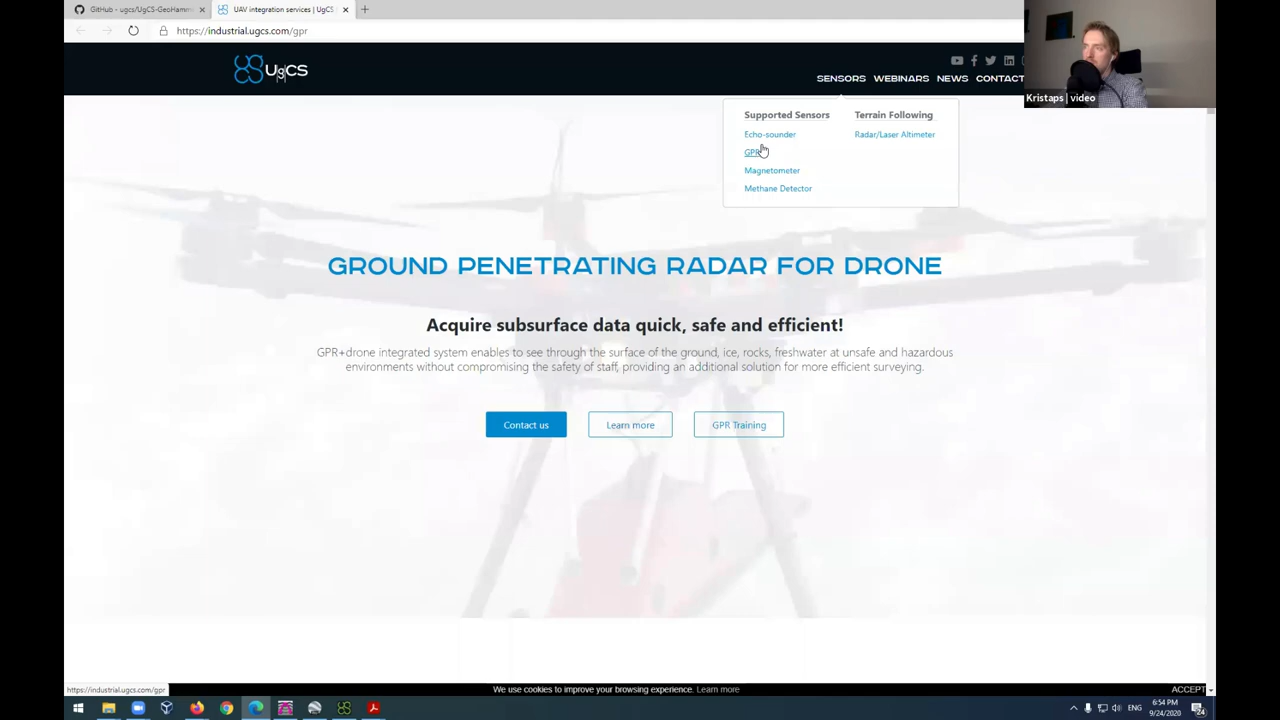 GitHub - ugcs/UgCS-GeoHamm
UAV integration services | UgCS
https://industrial.ugcs.com/gpr
UgCS
SENSORS WEBINARS NEWS CONTACT
Kristaps | video
Supported Sensors Terrain Following
Echo-sounder Radar/Laser Altimeter
GPR
Magnetometer
Methane Detector
GROUND PENETRATING RADAR FOR DRONE
Acquire subsurface data quick, safe and efficient!
GPR+drone integrated system enables to see through the surface of the ground, ice, rocks, freshwater at unsafe and hazardous
environments without compromising the safety of staff, providing an additional solution for more efficient surveying.
Contact us Learn more GPR Training
https://industrial.ugcs.com/gpr
We use cookies to improve your browsing experience. Learn more ACCEPT
ENG
6:54 PM
9/24/2020
24